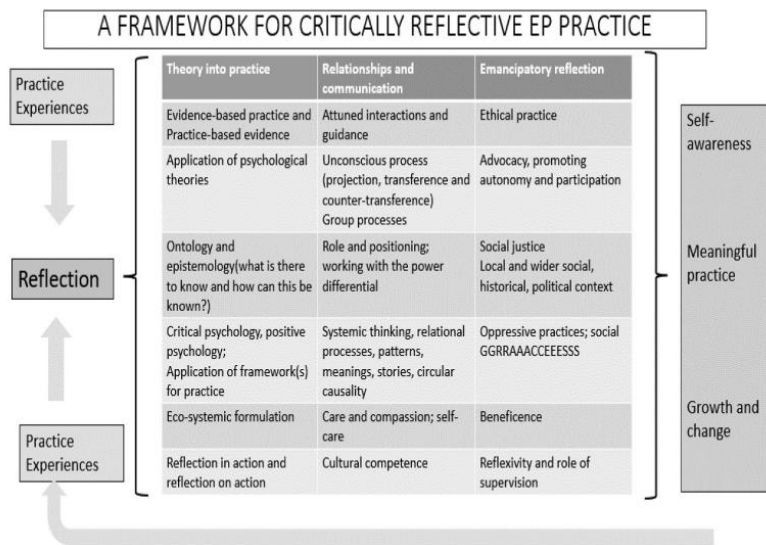 A FRAMEWORK FOR CRITICALLY REFLECTIVE EP PRACTICE
Practice
Experiences
Reflection
Practice
Experiences
Theory into practice
Relationships and
communication
Emancipatory reflection
Evidence-based practice and
Practice-based evidence
Attuned interactions and
guidance
Ethical practice
Application of psychological
theories
Unconscious process
(projection, transference and
counter-transference)
Group processes
Advocacy, promoting
autonomy and participation
Ontology and
epistemology(what is there
to know and how can this be
known?)
Role and positioning;
working with the power
differential
Social justice
Local and wider social,
historical, political context
Critical psychology, positive
psychology;
Application of framework(s)
for practice
Systemic thinking, relational
processes, patterns,
meanings, stories, circular
causality
Oppressive practices; social
GGRRAAACCEEESSS
Eco-systemic formulation
Care and compassion; self-
care
Beneficence
Reflection in action and
reflection on action
Cultural competence
Reflexivity and role of
supervision
Self-
awareness
Meaningful
practice
Growth and
change